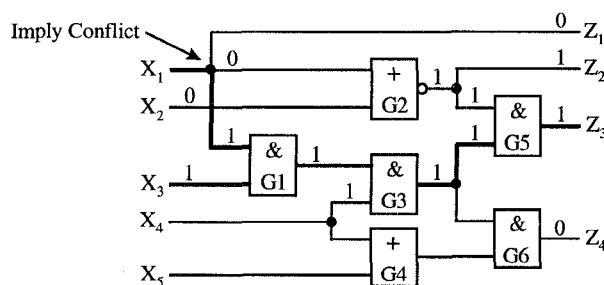 0 Z1
Imply Conflict
0 1 Z2
X1 + 1
X2 0 G2 1 &
1 Z3
1 G5
1 & 1
X3 1 G1 & 1
X4 1 G3
& 0 Z4
+ G6
X5 G4